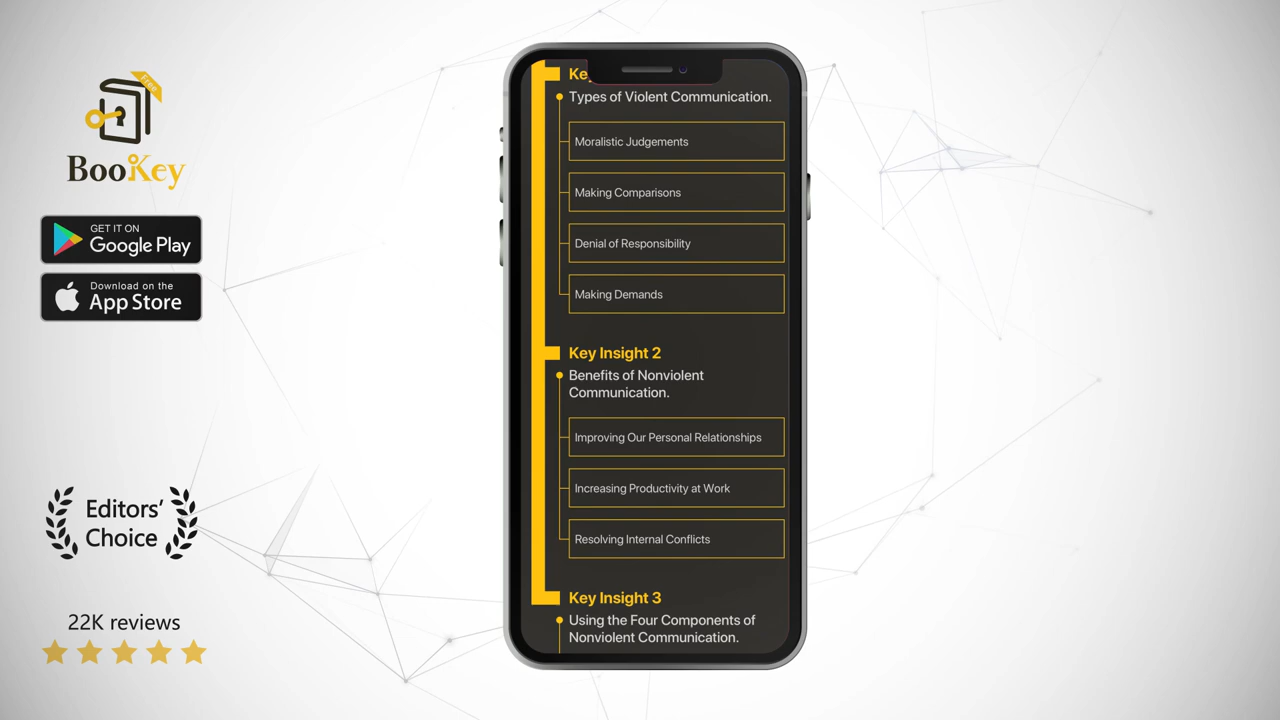 Free
BooKey
GET IT ON
Google Play
Download on the
App Store
Editors'
Choice
22K reviews
Types of Violent Communication.
Moralistic Judgements
Making Comparisons
Denial of Responsibility
Making Demands
Key Insight 2
Benefits of Nonviolent
Communication.
Improving Our Personal Relationships
Increasing Productivity at Work
Resolving Internal Conflicts
Key Insight 3
Using the Four Components of
Nonviolent Communication.